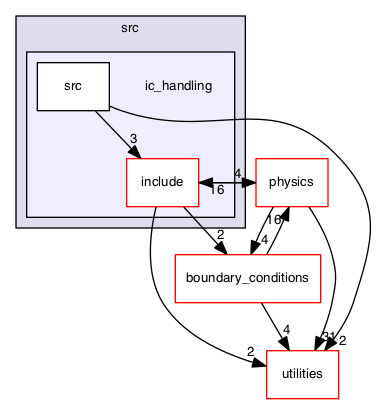 src
src
ic_handling
3
include
4
16
physics
2
16
4
boundary_conditions
4
31
2
2
utilities